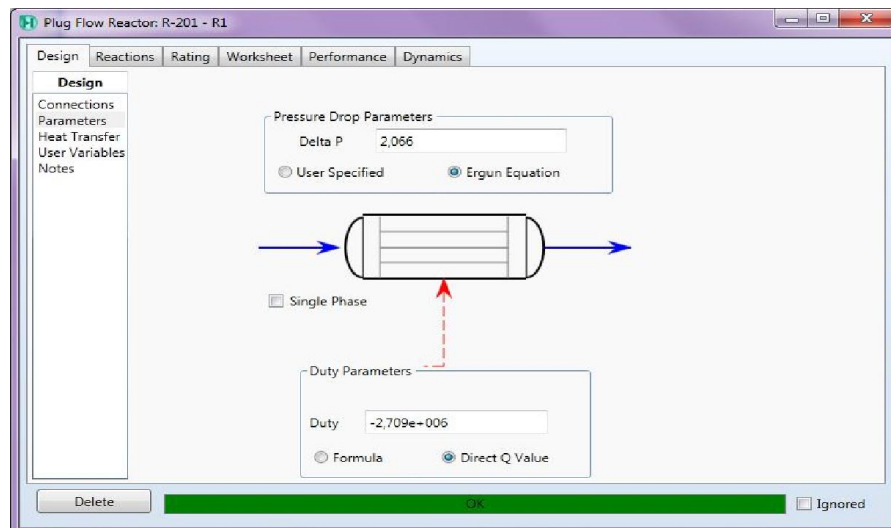 Plug Flow Reactor: R-201 - R1
Design Reactions Rating Worksheet Performance Dynamics
Design
Connections
Parameters
Heat Transfer
User Variables
Notes
Pressure Drop Parameters
Delta P 2,066
User Specified Ergun Equation
Single Phase
Duty Parameters
Duty -2,709e+006
Formula Direct Q Value
Delete OK Ignored